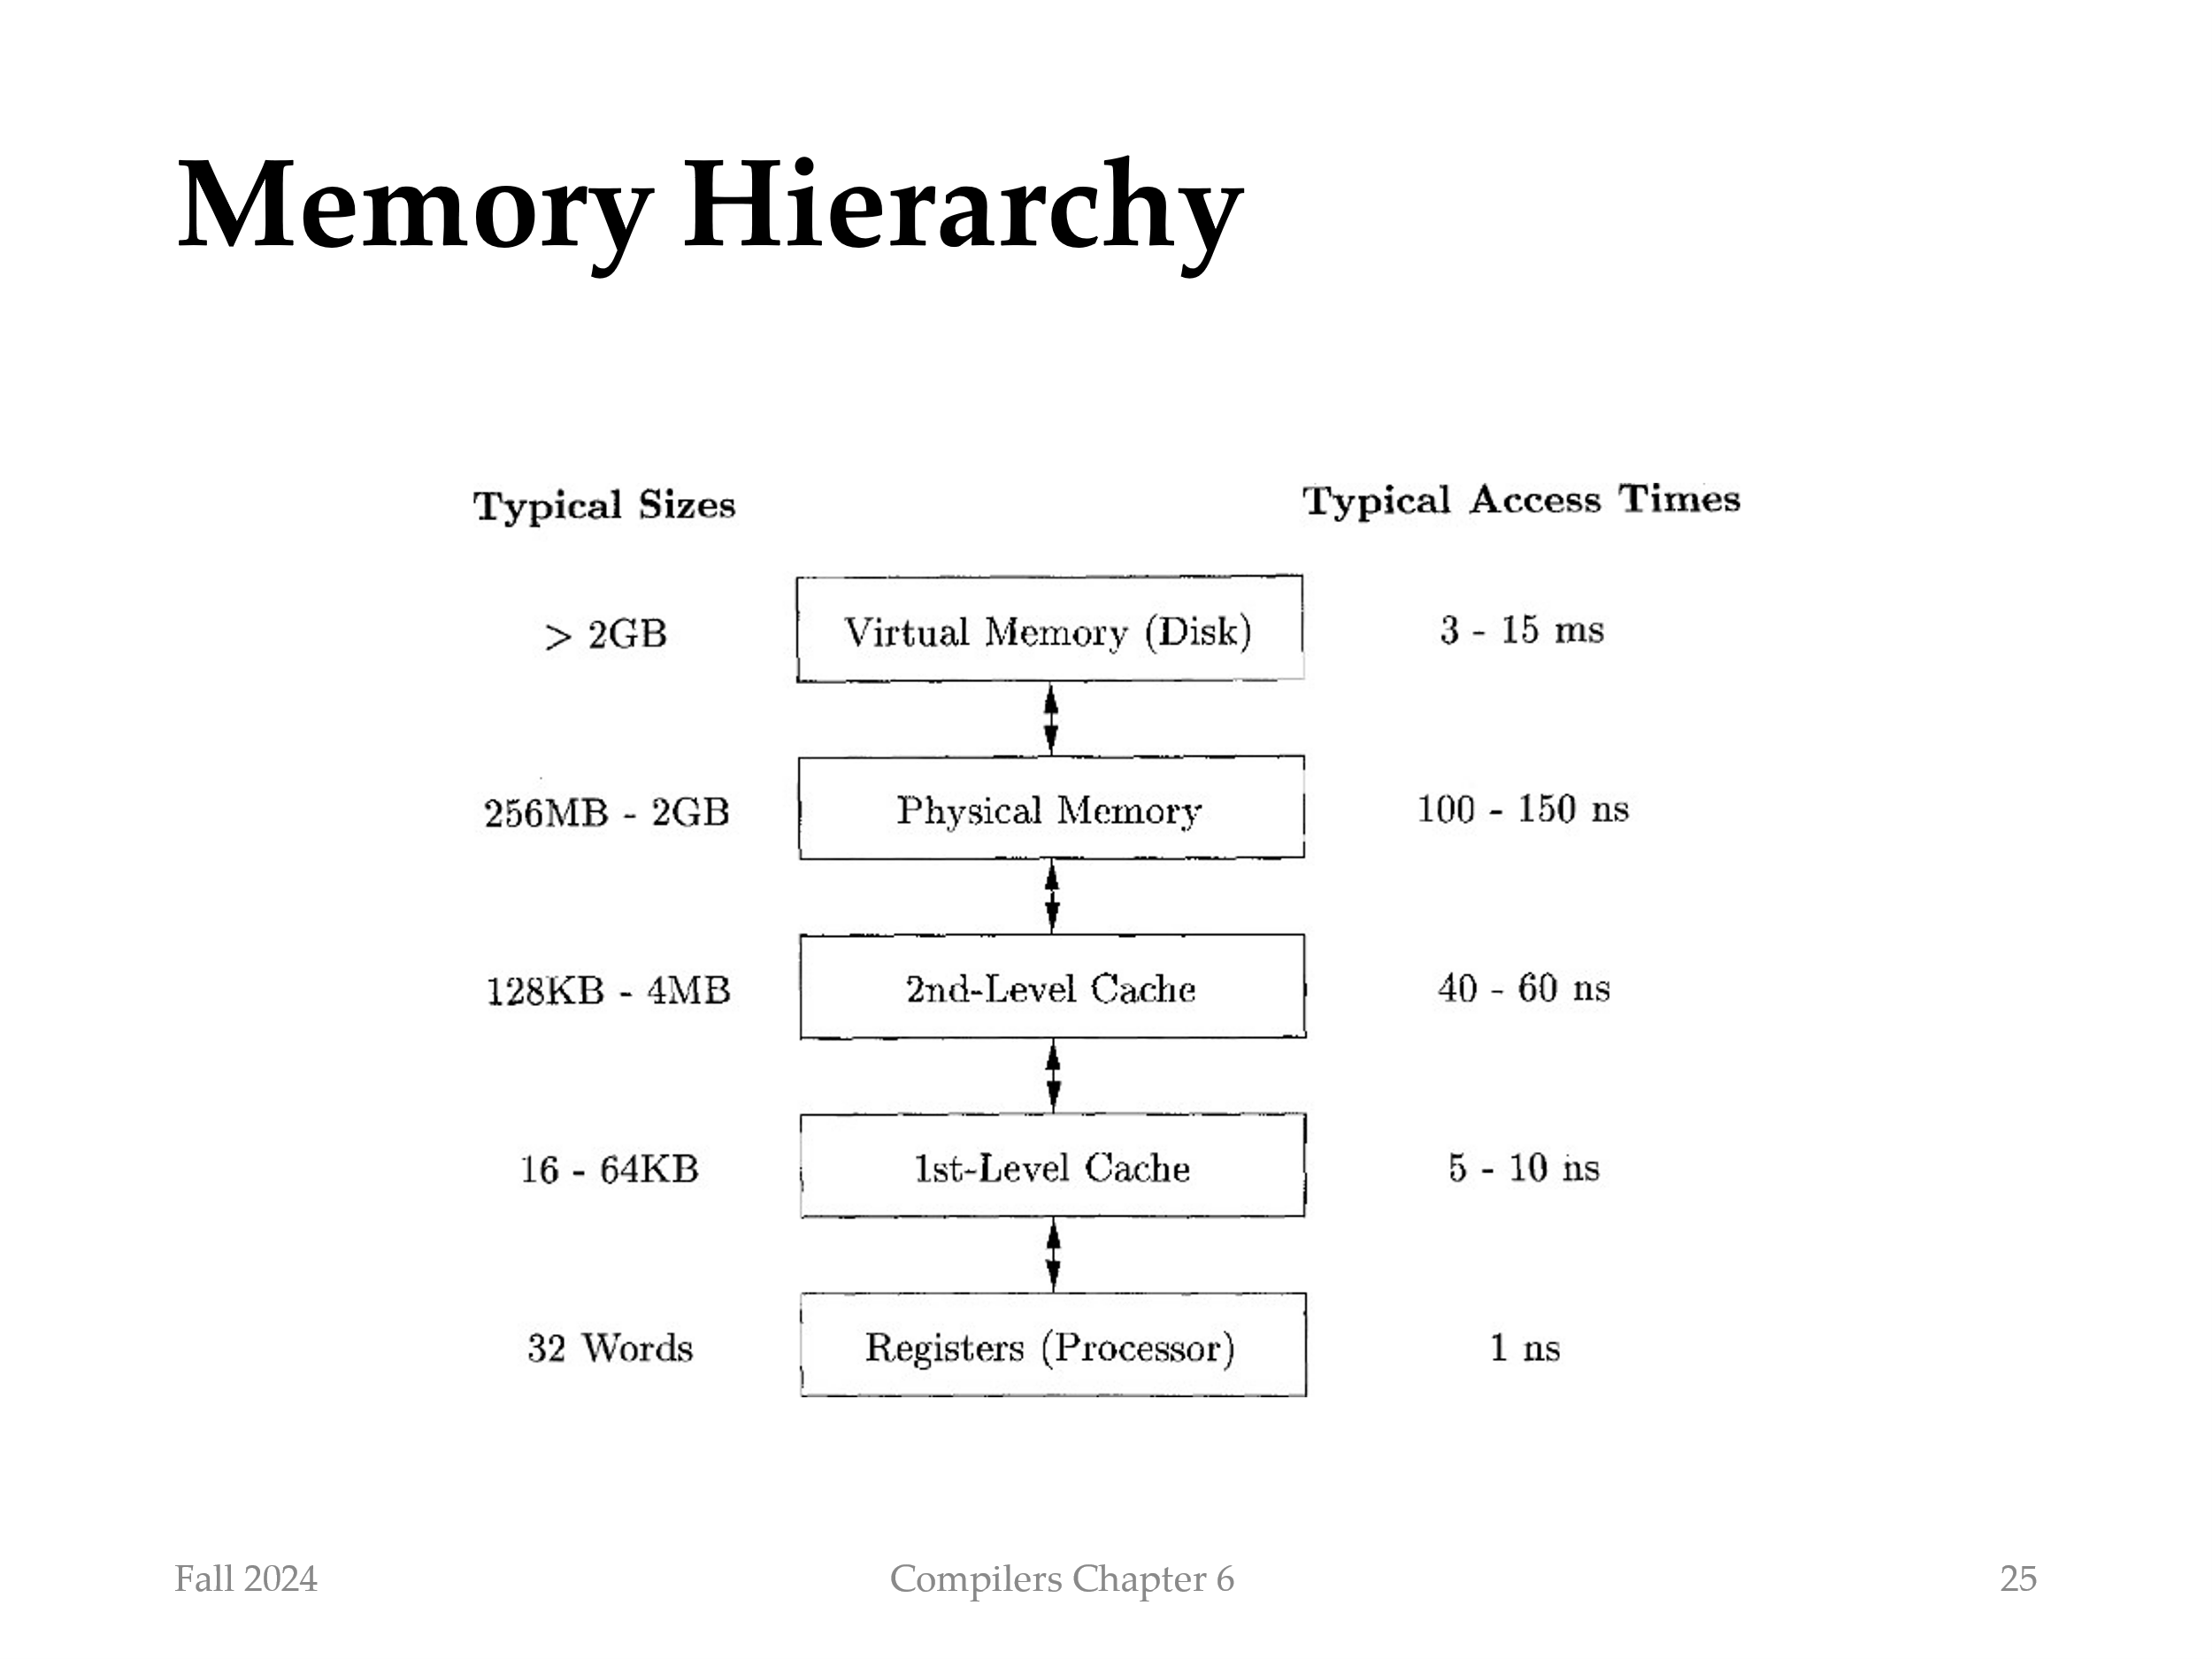 Memory Hierarchy
Typical Sizes
Typical Access Times
> 2GB
Virtual Memory (Disk)
3 - 15 ms
256MB - 2GB
Physical Memory
100 - 150 ns
128KB - 4MB
2nd-Level Cache
40 - 60 ns
16 - 64KB
1st-Level Cache
5 - 10 ns
32 Words
Registers (Processor)
1 ns
Fall 2024
Compilers Chapter 6
25